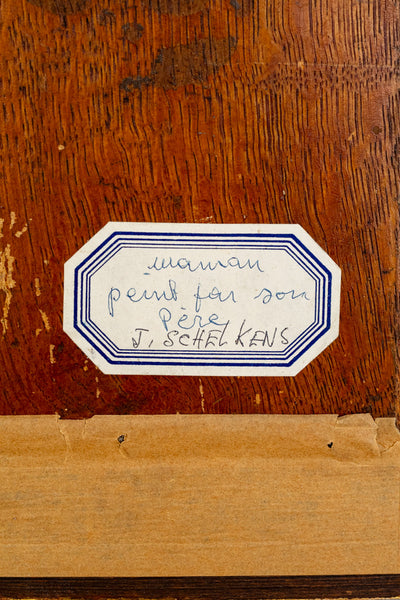 maman
peint par son
Père
J. SCHELKENS